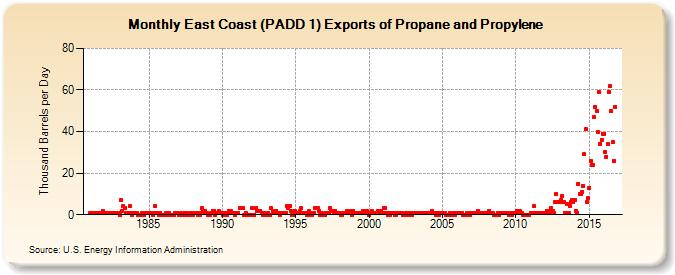 Monthly East Coast (PADD 1) Exports of Propane and Propylene
Thousand Barrels per Day
80
60
40
20
0
1985 1990 1995 2000 2005 2010 2015
Source: U.S. Energy Information Administration